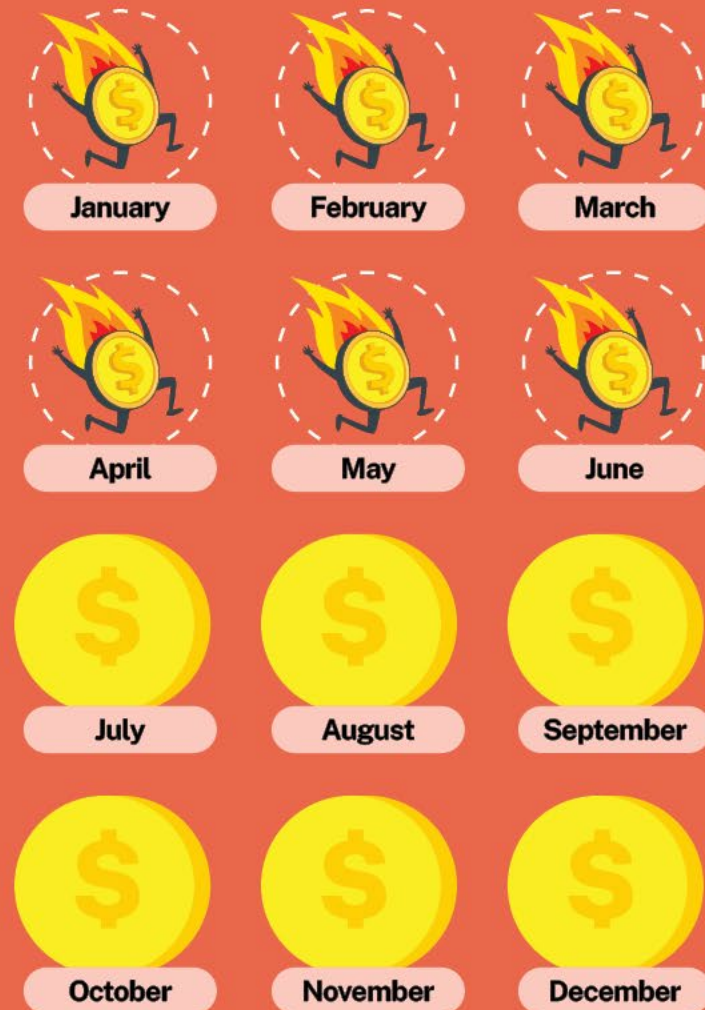 $ $ $
January February March
$ $ $
April May June
$ $ $
July August September
$ $ $
October November December